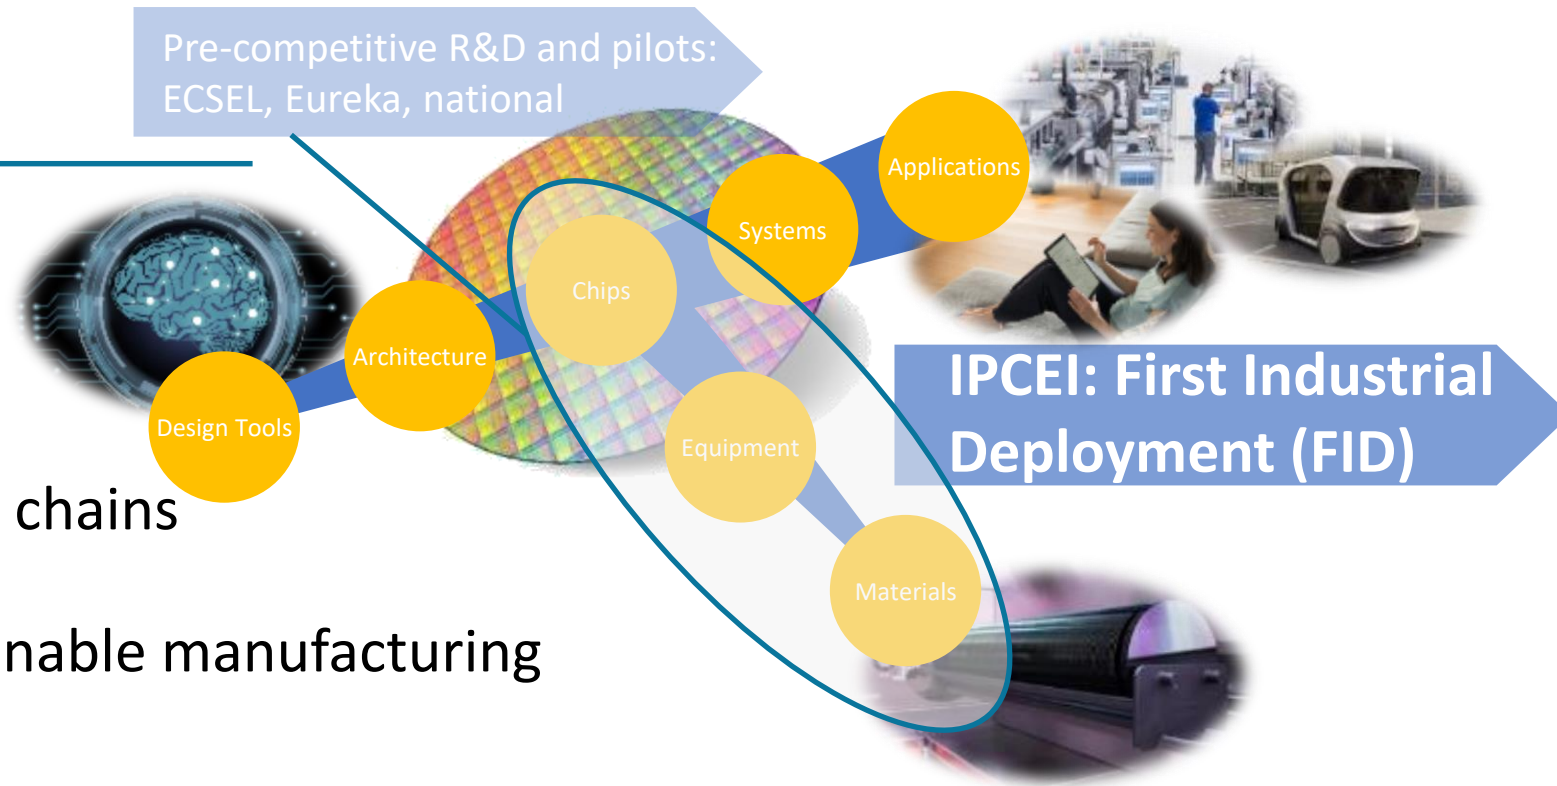 Pre-competitive R&D and pilots:
ECSEL, Eureka, national
Applications
Systems
Chips
Architecture
Design Tools
Equipment
Materials
IPCEI: First Industrial
Deployment (FID)
chains
nable manufacturing